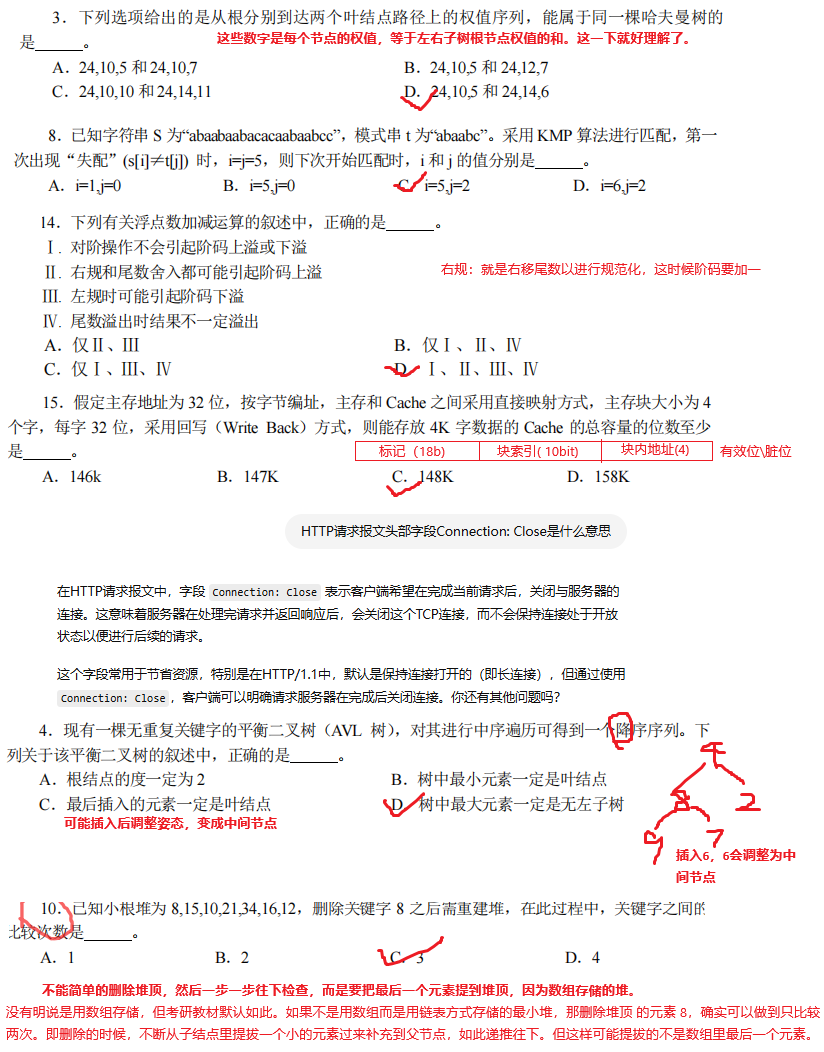 3．下列选项给出的是从根分别到达两个叶结点路径上的权值序列，能属于同一棵哈夫曼树的
是______。
这些数字是每个节点的权值，等于左右子树根节点权值的和。这一下就好理解了。
A．24,10,5 和 24,10,7
B．24,10,5 和 24,12,7
C．24,10,10 和 24,14,11
D．24,10,5 和 24,14,6
8．已知字符串 S 为“abaabaabacacaabaabcc”，模式串 t 为“abaabc”。采用 KMP 算法进行匹配，第一
次出现“失配”(s[i]≠t[j]) 时，i=j=5，则下次开始匹配时，i 和 j 的值分别是______。
A．i=1,j=0
B．i=5,j=0
C．i=5,j=2
D．i=6,j=2
14．下列有关浮点数加减运算的叙述中，正确的是______。
Ⅰ．对阶操作不会引起阶码上溢或下溢
Ⅱ．右规和尾数舍入都可能引起阶码上溢
右规：就是右移尾数以进行规范化，这时候阶码要加一
Ⅲ．左规时可能引起阶码下溢
Ⅳ．尾数溢出时结果不一定溢出
A．仅Ⅱ、Ⅲ
B．仅Ⅰ、Ⅱ、Ⅳ
C．仅Ⅰ、Ⅲ、Ⅳ
D．Ⅰ、Ⅱ、Ⅲ、Ⅳ
15．假定主存地址为 32 位，按字节编址，主存和 Cache 之间采用直接映射方式，主存块大小为 4
个字，每字 32 位，采用回写（Write Back）方式，则能存放 4K 字数据的 Cache 的总容量的位数至少
是______。
标记（18b) 块索引( 10bit) 块内地址(4) 有效位\脏位
A．146k
B．147K
C．148K
D．158K
HTTP请求报文头部字段Connection: Close是什么意思
在HTTP请求报文中，字段 Connection: Close 表示客户端希望在完成当前请求后，关闭与服务器的
连接。这意味着服务器在处理完请求并返回响应后，会关闭这个TCP连接，而不会保持连接处于开放
状态以便进行后续的请求。
这个字段常用于节省资源，特别是在HTTP/1.1中，默认是保持连接打开的（即长连接），但通过使用
Connection: Close ，客户端可以明确请求服务器在完成后关闭连接。你还有其他问题吗？
4．现有一棵无重复关键字的平衡二叉树（AVL 树），对其进行中序遍历可得到一个降序序列。下
列关于该平衡二叉树的叙述中，正确的是______。
A．根结点的度一定为 2
B．树中最小元素一定是叶结点
C．最后插入的元素一定是叶结点
D．树中最大元素一定是无左子树
可能插入后调整姿态，变成中间节点
8 2
9 7
插入6，6会调整为中
间节点
10．已知小根堆为 8,15,10,21,34,16,12，删除关键字 8 之后需重建堆，在此过程中，关键字之间的
比较次数是______。
A．1
B．2
C．3
D．4
不能简单的删除堆顶，然后一步一步往下检查，而是要把最后一个元素提到堆顶，因为数组存储的堆。
没有明说是用数组存储，但考研教材默认如此。如果不是用数组而是用链表方式存储的最小堆，那删除堆顶 的元素 8，确实可以做到只比较
两次。即删除的时候，不断从子结点里提拔一个小的元素过来补充到父节点，如此递推往下。但这样可能提拔的不是数组里最后一个元素。